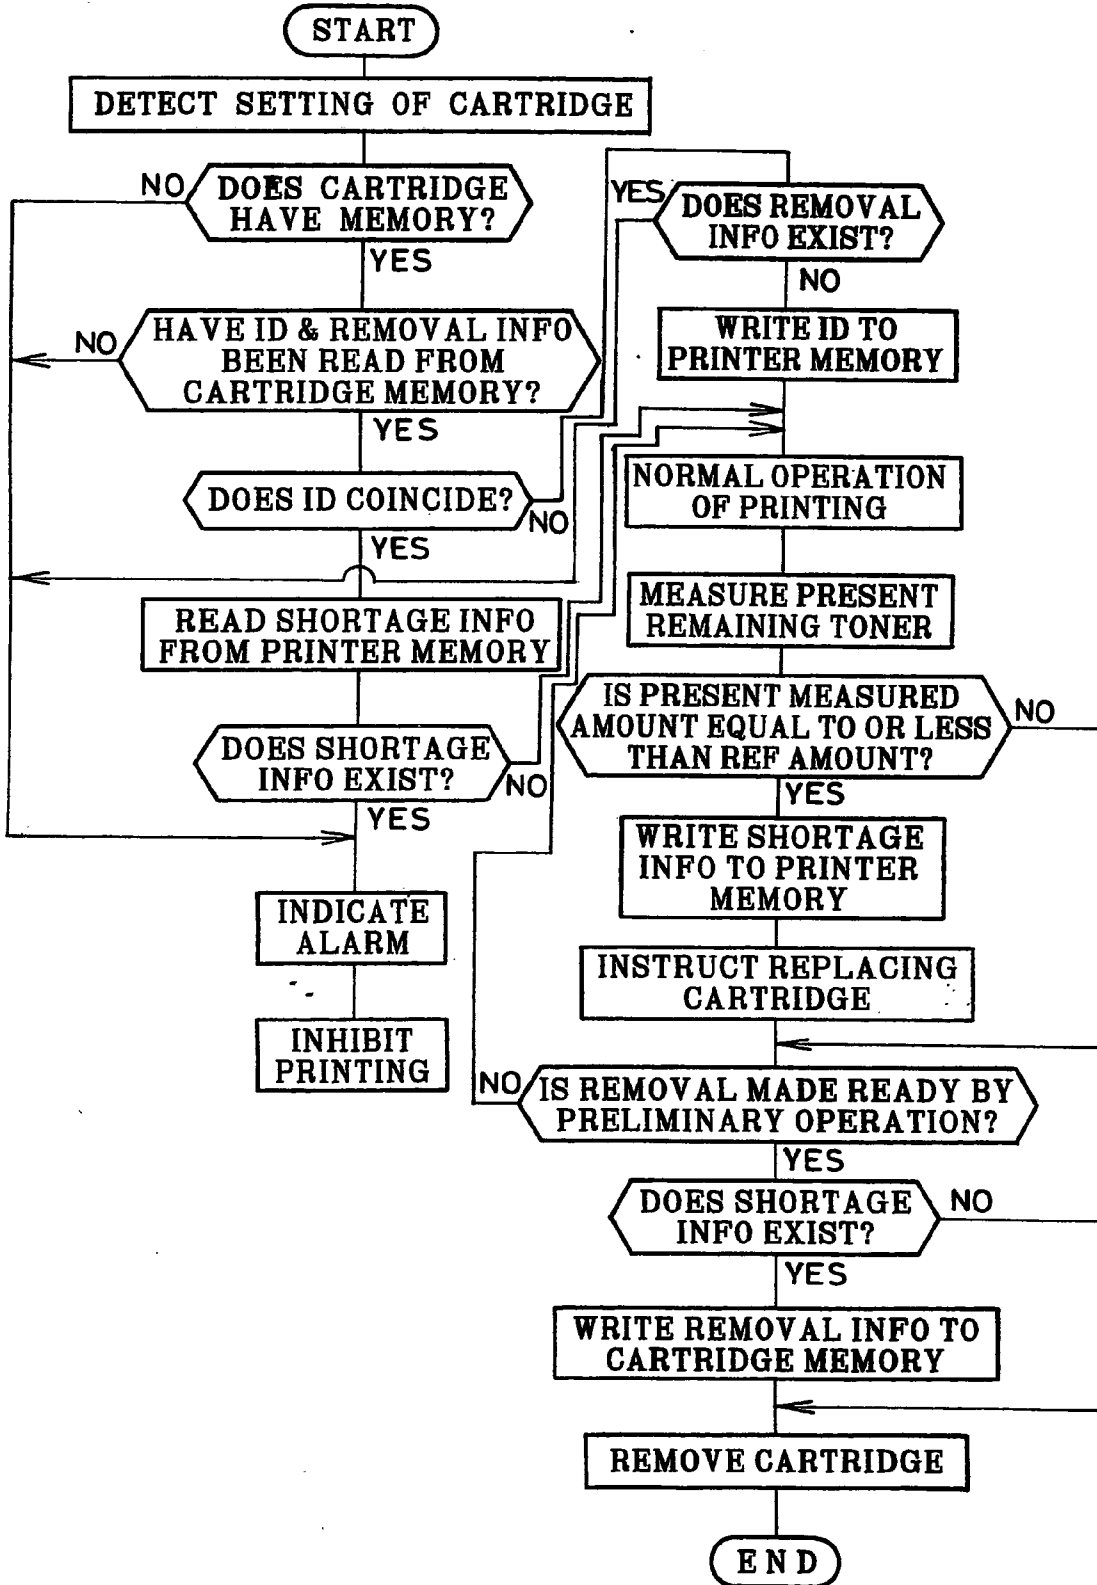 START
DETECT SETTING OF CARTRIDGE
NO
DOES CARTRIDGE
HAVE MEMORY?
YES
NO
HAVE ID & REMOVAL INFO
BEEN READ FROM
CARTRIDGE MEMORY?
YES
DOES ID COINCIDE?
NO
YES
READ SHORTAGE INFO
FROM PRINTER MEMORY
DOES SHORTAGE
INFO EXIST?
NO
YES
INDICATE
ALARM
INHIBIT
PRINTING
YES
DOES REMOVAL
INFO EXIST?
NO
WRITE ID TO
PRINTER MEMORY
NORMAL OPERATION
OF PRINTING
MEASURE PRESENT
REMAINING TONER
IS PRESENT MEASURED
AMOUNT EQUAL TO OR LESS
THAN REF AMOUNT?
NO
YES
WRITE SHORTAGE
INFO TO PRINTER
MEMORY
INSTRUCT REPLACING
CARTRIDGE
NO
IS REMOVAL MADE READY BY
PRELIMINARY OPERATION?
YES
DOES SHORTAGE
INFO EXIST?
NO
YES
WRITE REMOVAL INFO TO
CARTRIDGE MEMORY
REMOVE CARTRIDGE
END